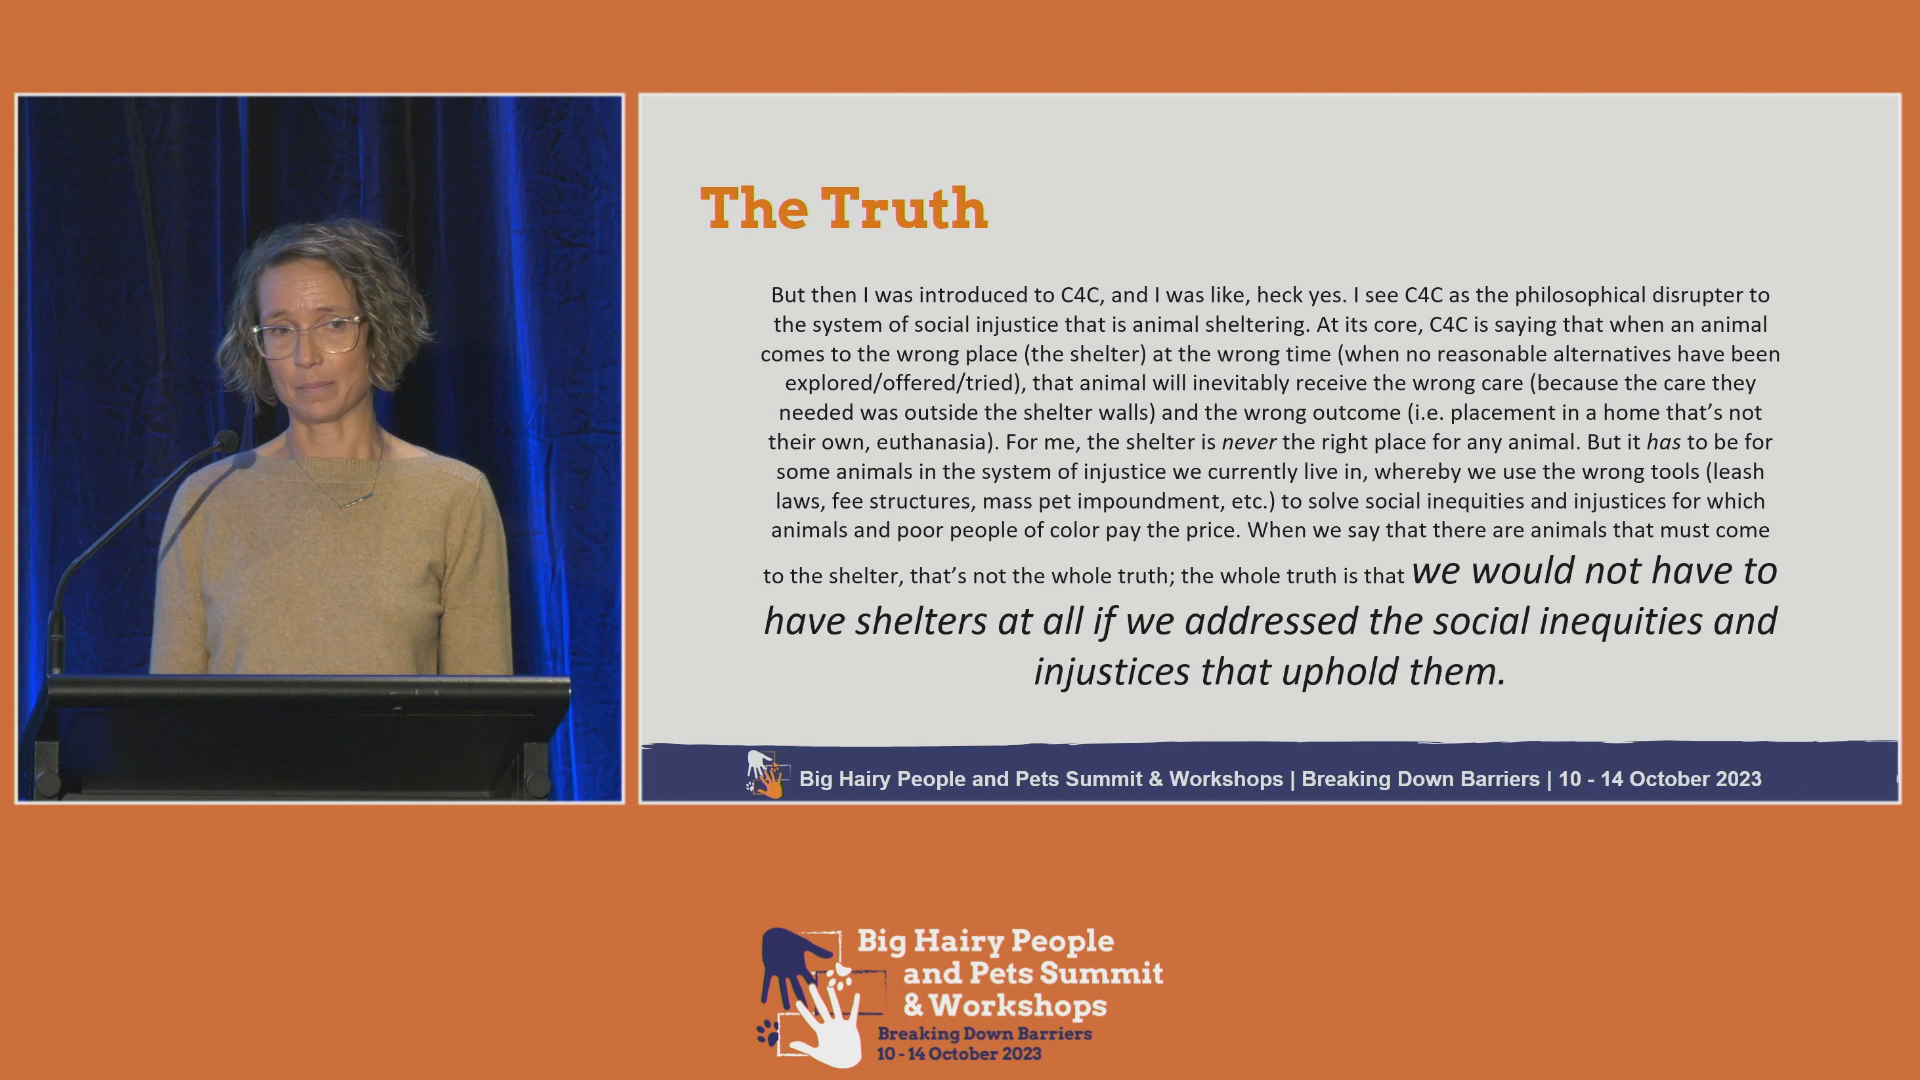 The Truth
But then I was introduced to C4C, and I was like, heck yes. I see C4C as the philosophical disrupter to
the system of social injustice that is animal sheltering. At its core, C4C is saying that when an animal
comes to the wrong place (the shelter) at the wrong time (when no reasonable alternatives have been
explored/offered/tried), that animal will inevitably receive the wrong care (because the care they
needed was outside the shelter walls) and the wrong outcome (i.e. placement in a home that’s not
their own, euthanasia). For me, the shelter is never the right place for any animal. But it has to be for
some animals in the system of injustice we currently live in, whereby we use the wrong tools (leash
laws, fee structures, mass pet impoundment, etc.) to solve social inequities and injustices for which
animals and poor people of color pay the price. When we say that there are animals that must come
to the shelter, that’s not the whole truth; the whole truth is that we would not have to
have shelters at all if we addressed the social inequities and
injustices that uphold them.
Big Hairy People and Pets Summit & Workshops | Breaking Down Barriers | 10 - 14 October 2023
Big Hairy People
and Pets Summit
& Workshops
Breaking Down Barriers
10 - 14 October 2023